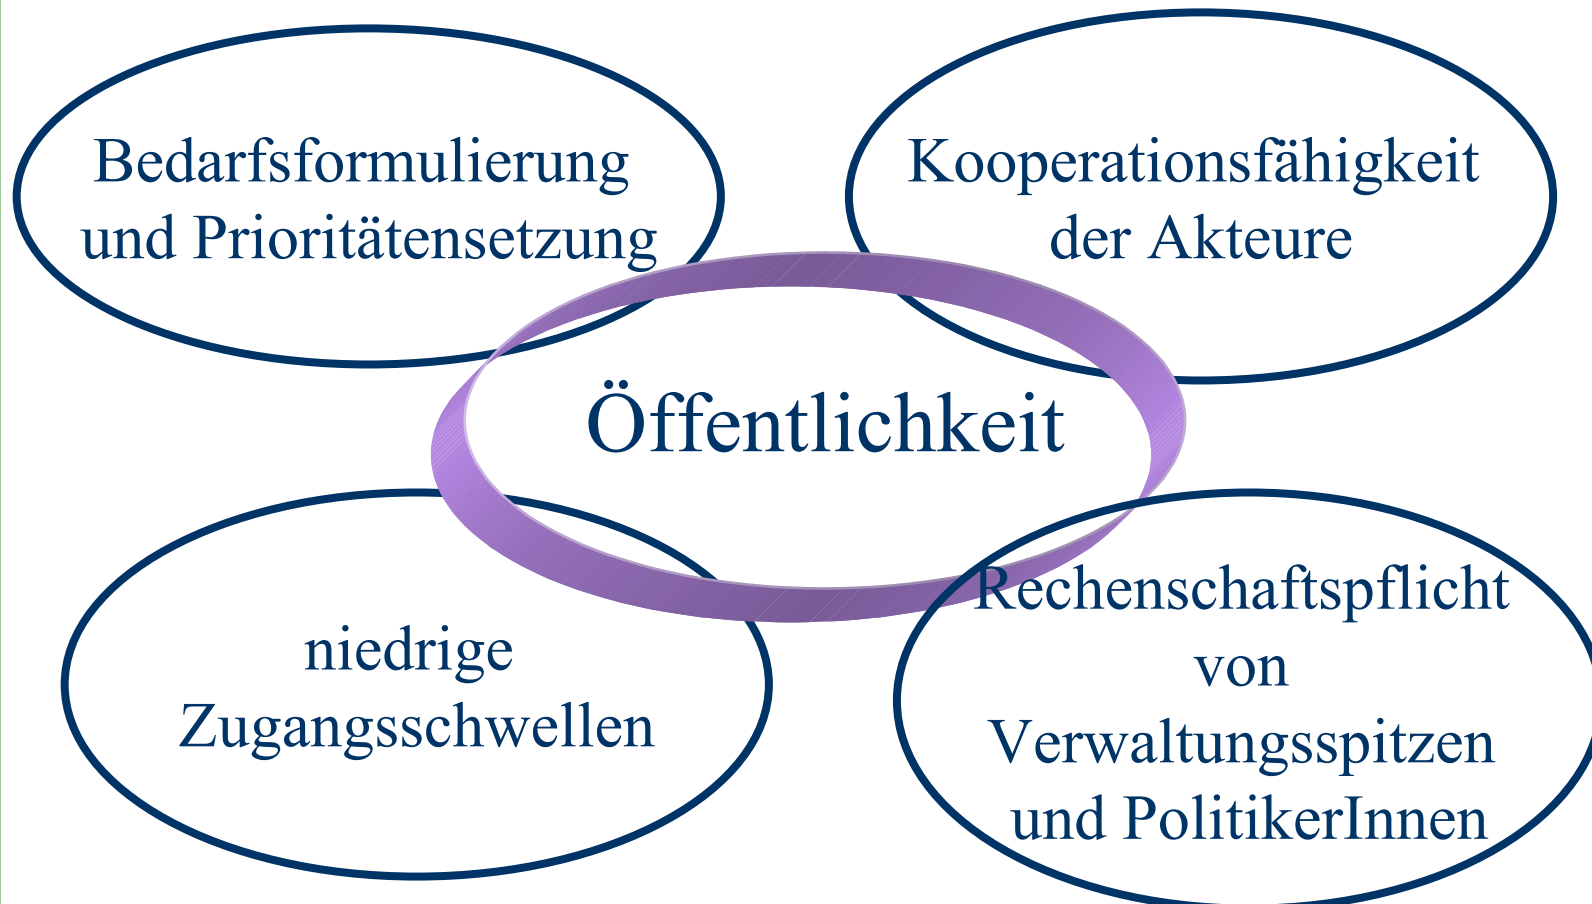 Bedarfsformulierung
und Prioritätensetzung
Kooperationsfähigkeit
der Akteure
Öffentlichkeit
niedrige
Zugangsschwellen
Rechenschaftspflicht
von
Verwaltungsspitzen
und PolitikerInnen